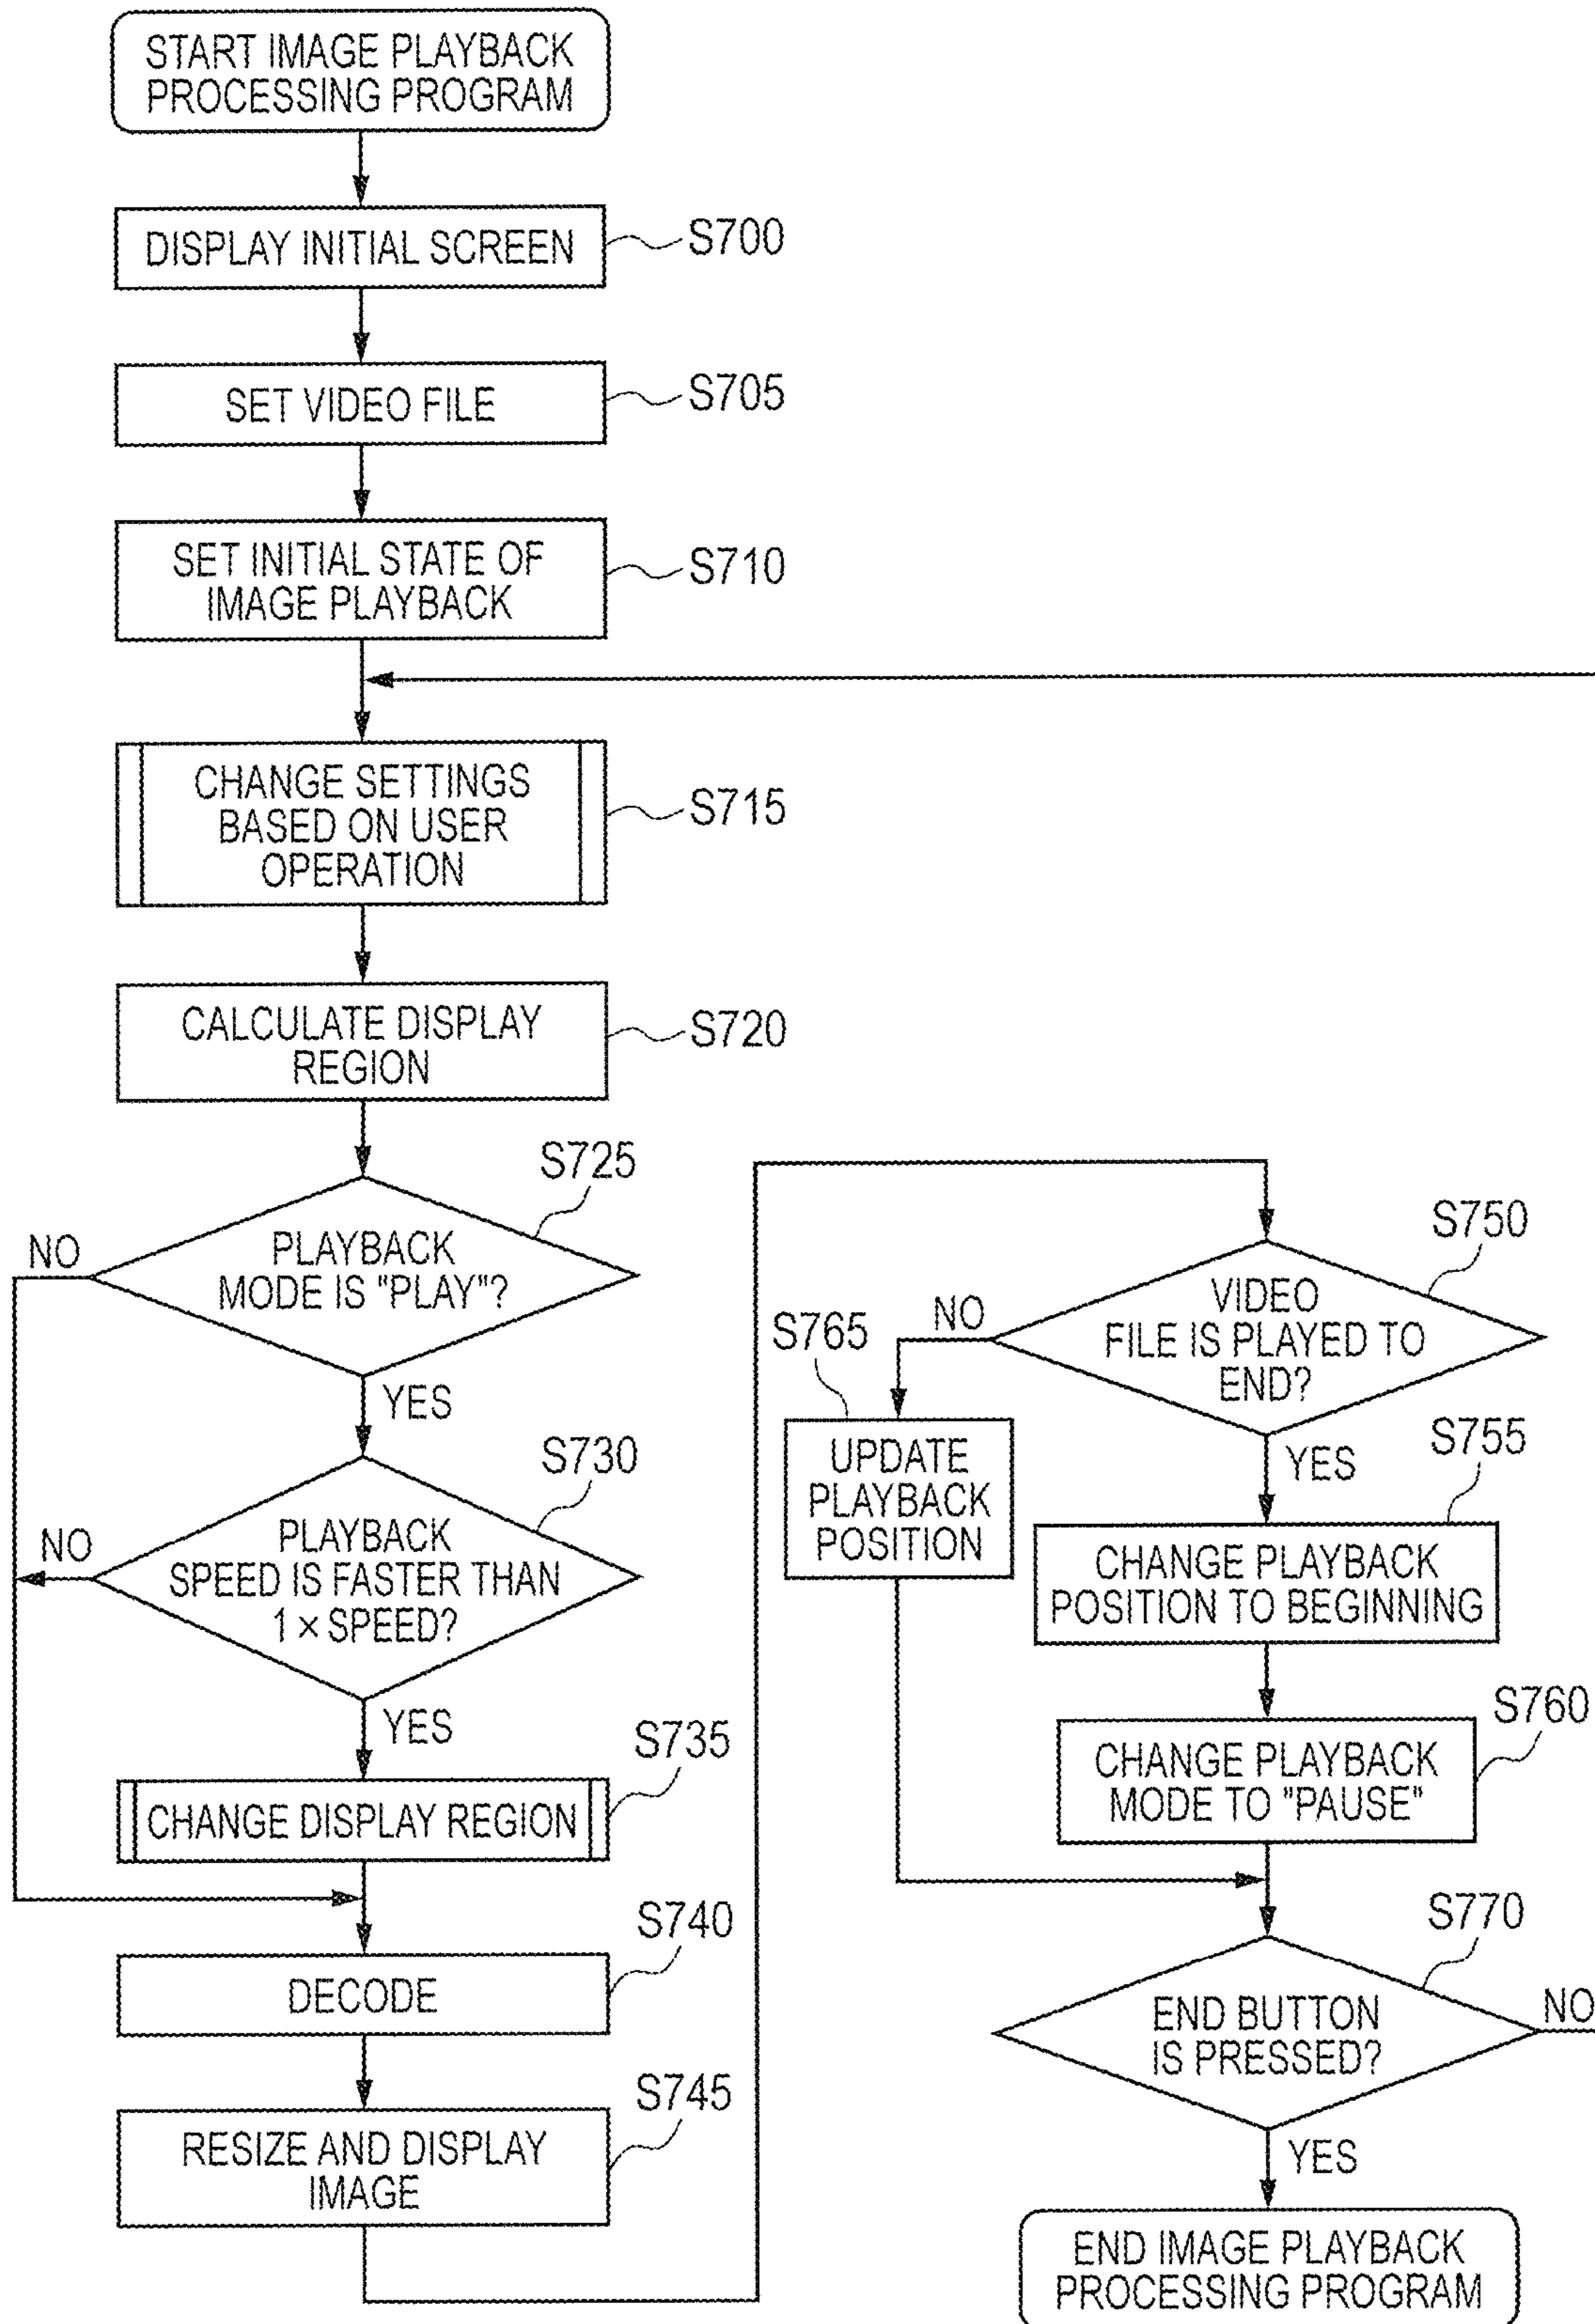 START IMAGE PLAYBACK
PROCESSING PROGRAM
DISPLAY INITIAL SCREEN
S700
SET VIDEO FILE
S705
SET INITIAL STATE OF
IMAGE PLAYBACK
S710
CHANGE SETTINGS
BASED ON USER
OPERATION
S715
CALCULATE DISPLAY
REGION
S720
S725
PLAYBACK
MODE IS "PLAY"?
NO
YES
S730
PLAYBACK
SPEED IS FASTER THAN
1 × SPEED?
NO
YES
S735
CHANGE DISPLAY REGION
S740
DECODE
S745
RESIZE AND DISPLAY
IMAGE
S750
VIDEO
FILE IS PLAYED TO
END?
NO
YES
S765
UPDATE
PLAYBACK
POSITION
S755
CHANGE PLAYBACK
POSITION TO BEGINNING
S760
CHANGE PLAYBACK
MODE TO "PAUSE"
S770
END BUTTON
IS PRESSED?
NO
YES
END IMAGE PLAYBACK
PROCESSING PROGRAM